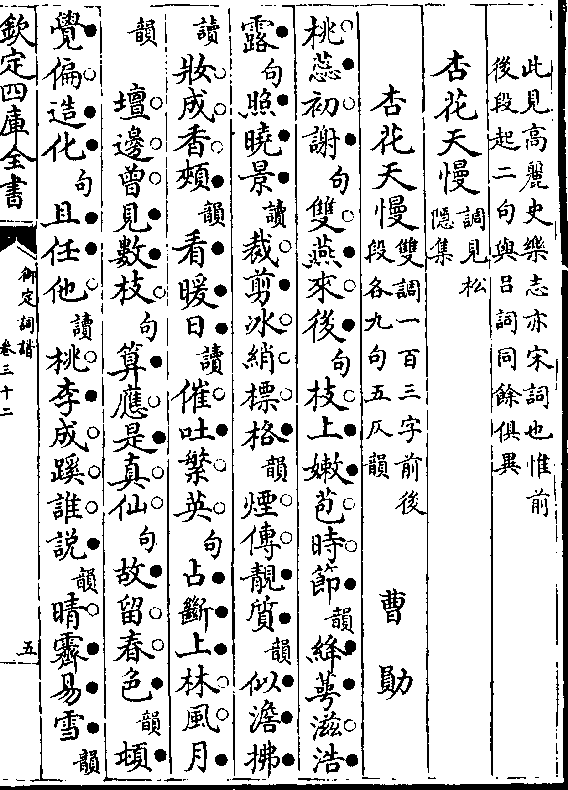 此見高麗史樂志亦宋詞也惟前
後段起二句與吕詞同餘俱異
杏花天慢調見松
隠集
杏花天慢雙調一百三字前後
段各九句五仄韻
曹勛
桃蕊初謝句雙燕來後句枝上嫩苞時節韻絳萼滋浩
露句照曉景讀裁剪冰綃標格韻煙傳靚質韻似澹拂
讀妝成香頰韻看暖日讀催吐繁英句占斷上林風月
韻壇邊曾見數枝句算應是真仙句故留春色韻頓
覺偏造化句且任他讀桃李成蹊誰説韻晴霽易雪韻
欽定四庫全書
御定詞譜
卷三十二
五